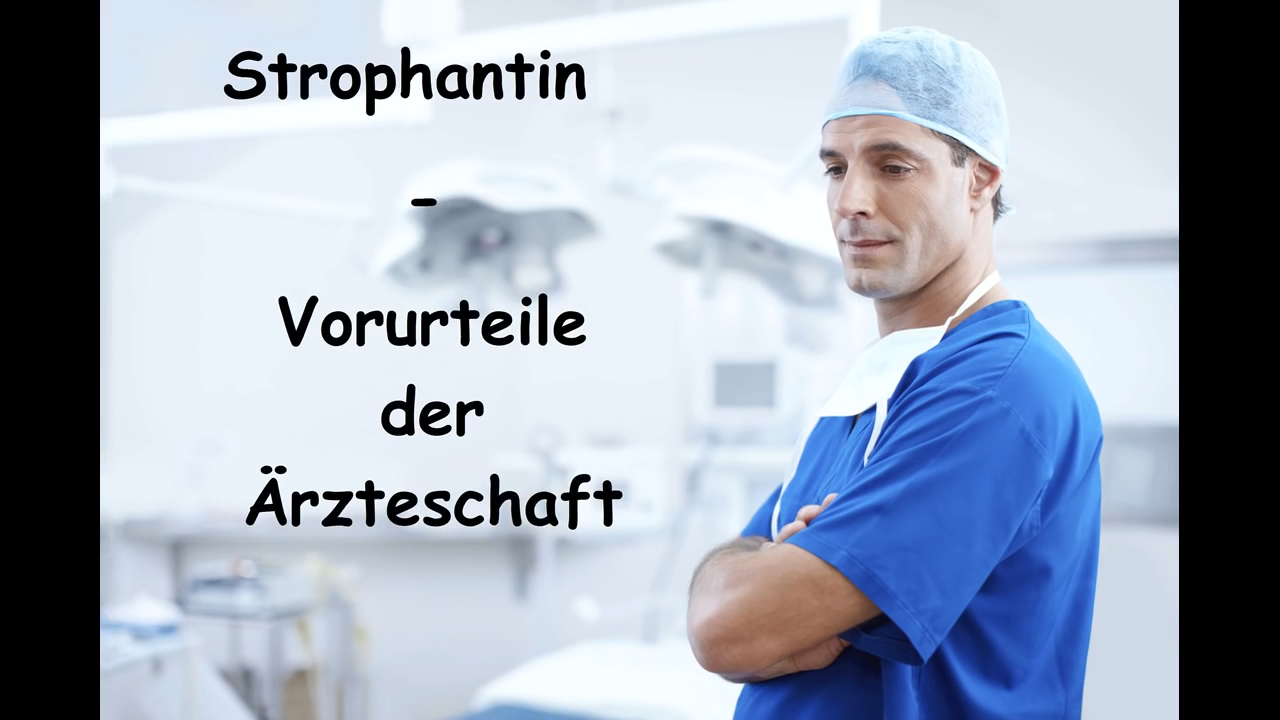 Strophantin
-
Vorurteile
der
Ärzteschaft